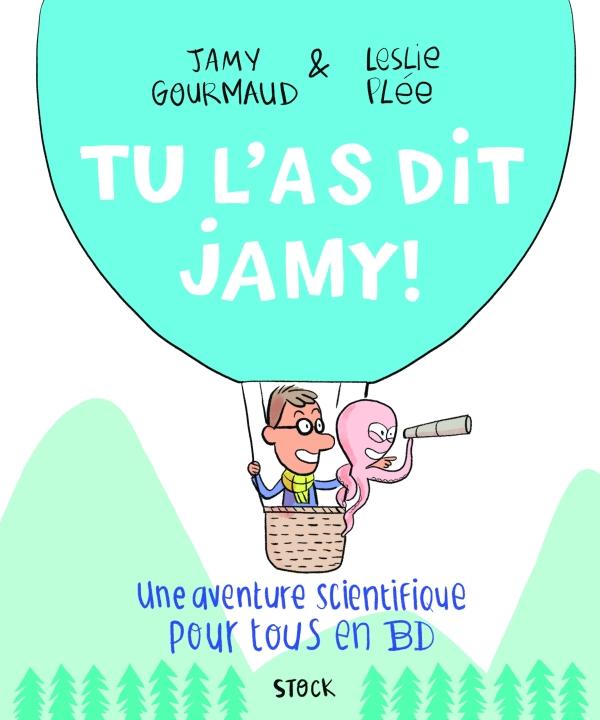 JAMY GOURMAUD & LESLIE PLÉE
TU L'AS DIT
JAMY!
une aventure scientifique
pour tous en BD
STOCK